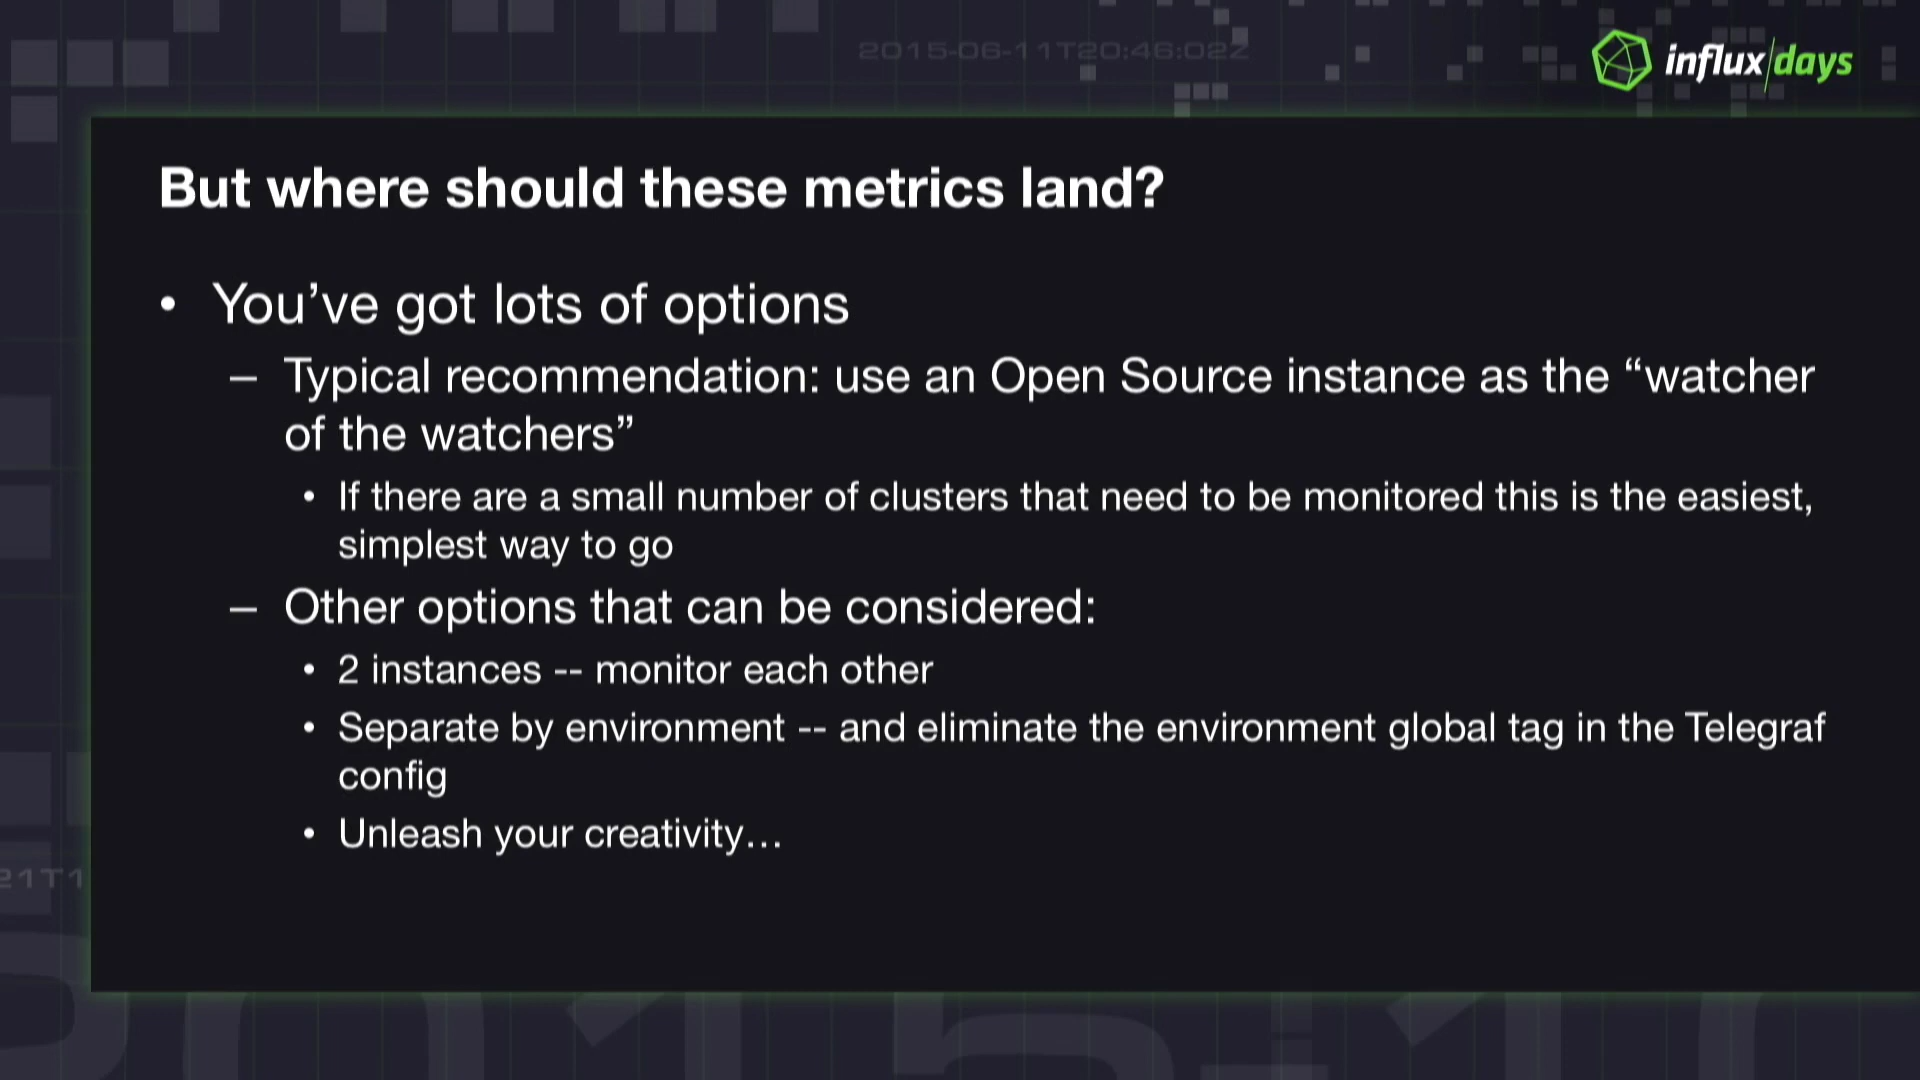 2015-06-11T20:46:02Z
influx/days
But where should these metrics land?
• You’ve got lots of options
– Typical recommendation: use an Open Source instance as the “watcher
of the watchers”
• If there are a small number of clusters that need to be monitored this is the easiest,
simplest way to go
– Other options that can be considered:
• 2 instances -- monitor each other
• Separate by environment -- and eliminate the environment global tag in the Telegraf
config
• Unleash your creativity…
21T1